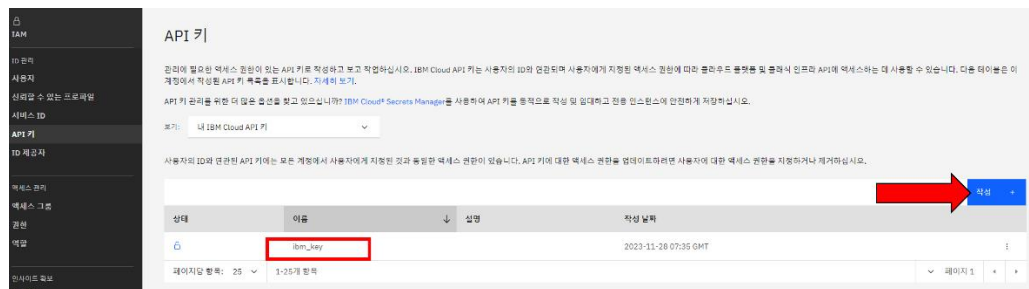 IAM
API 키
ID 관리
관리에 필요한 액세스 권한이 있는 API 키로 작성하고 보고 작업하십시오. IBM Cloud API 키는 사용자의 ID와 연관되며 사용자에게 지정된 액세스 권한에 따라 클라우드 플랫폼 및 클래식 인프라 API에 액세스하는 데 사용할 수 있습니다. 다음 테이블은 이
계정에서 작성된 API 키 목록을 표시합니다. 자세히 보기.
사용자
신뢰할 수 있는 프로파일
API 키 관리를 위한 더 많은 옵션을 찾고 있으십니까? IBM Cloud® Secrets Manager를 사용하여 API 키를 동적으로 작성 및 임대하고 전용 인스턴스에 안전하게 저장하십시오.
서비스 ID
API 키
보기: 내 IBM Cloud API 키
ID 제공자
사용자의 ID와 연관된 API 키에는 모든 계정에서 사용자에게 지정된 것과 동일한 액세스 권한이 있습니다. API 키에 대한 액세스 권한을 업데이트하려면 사용자에 대한 액세스 권한을 지정하거나 제거하십시오.
액세스 관리
작성 +
액세스 그룹
권한
역할
상태 이름 설명 작성 날짜
ibm_key 2023-11-28 07:35 GMT
페이지당 항목: 25 1-25개 항목 페이지 1
인사이트 확보